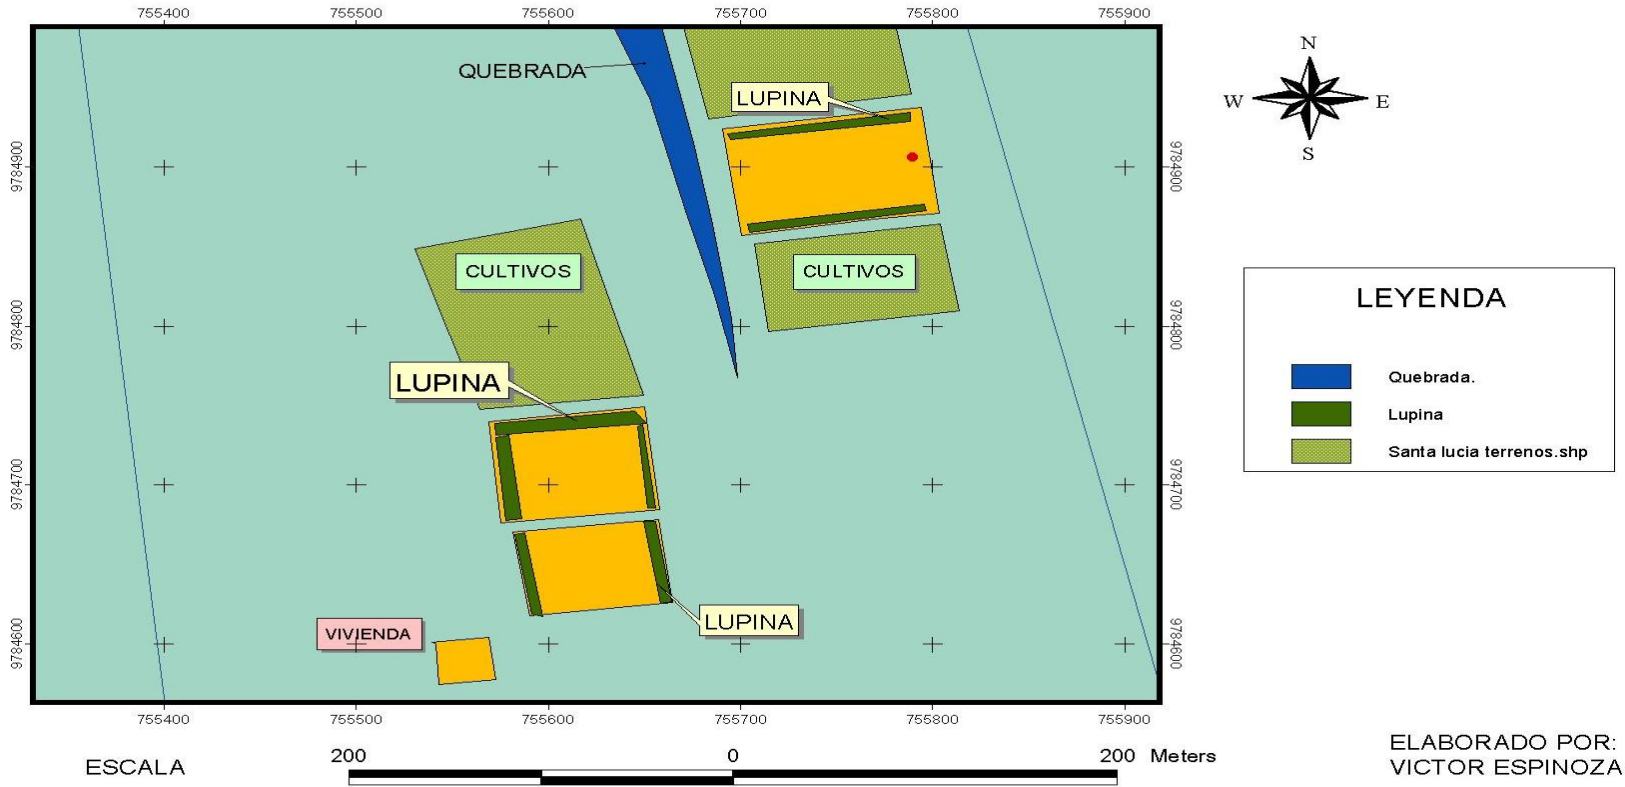 755400 755500 755600 755700 755800 755900
QUEBRADA
LUPINA
N
W E
S
9784900 9784900
CULTIVOS CULTIVOS
LEYENDA
9784800 9784800
Quebrada.
LUPINA
Lupina
Santa lucia terrenos.shp
9784700 9784700
LUPINA
VIVIENDA
9784600 9784600
755400 755500 755600 755700 755800 755900
ESCALA
200 0 200 Meters
ELABORADO POR:
VICTOR ESPINOZA